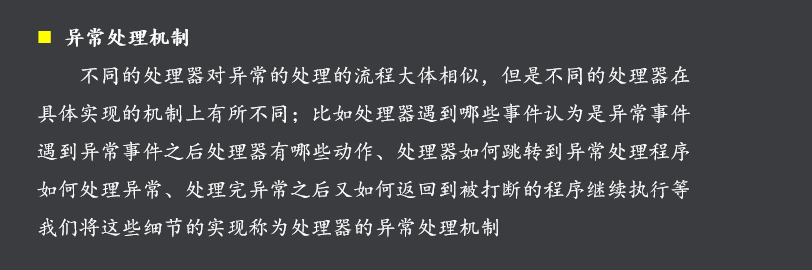 异常处理机制
不同的处理器对异常的处理的流程大体相似，但是不同的处理器在
具体实现的机制上有所不同；比如处理器遇到哪些事件认为是异常事件
遇到异常事件之后处理器有哪些动作、处理器如何跳转到异常处理程序
如何处理异常、处理完异常之后又如何返回到被打断的程序继续执行等
我们将这些细节的实现称为处理器的异常处理机制